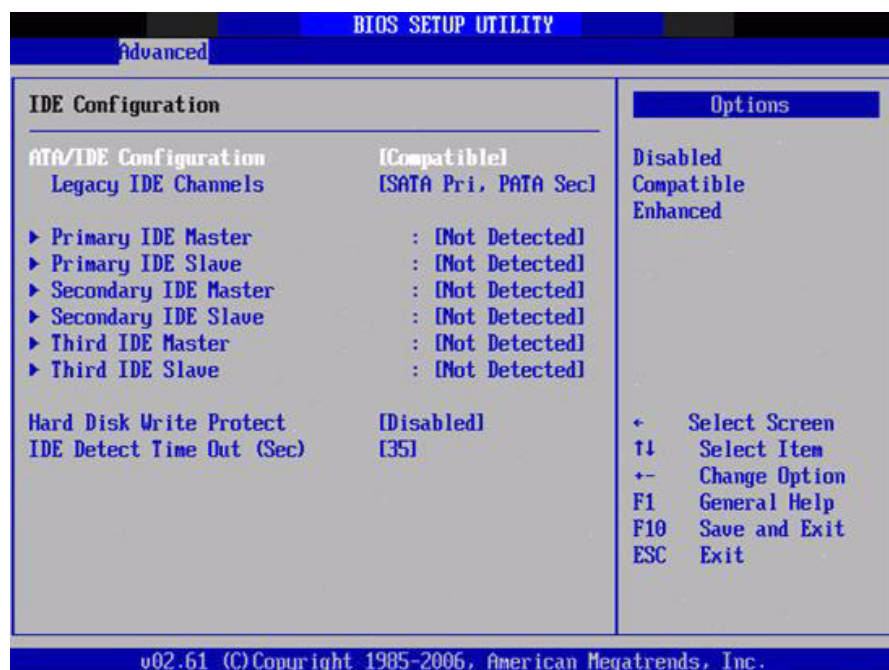 BIOS SETUP UTILITY
Advanced
IDE Configuration
ATA/IDE Configuration [Compatible]
Legacy IDE Channels [SATA Pri, PATA Sec]
▶ Primary IDE Master : [Not Detected]
▶ Primary IDE Slave : [Not Detected]
▶ Secondary IDE Master : [Not Detected]
▶ Secondary IDE Slave : [Not Detected]
▶ Third IDE Master : [Not Detected]
▶ Third IDE Slave : [Not Detected]
Hard Disk Write Protect [Disabled]
IDE Detect Time Out (Sec) [35]
Options
Disabled
Compatible
Enhanced
← Select Screen
↑↓ Select Item
+- Change Option
F1 General Help
F10 Save and Exit
ESC Exit
v02.61 (C)Copyright 1985-2006, American Megatrends, Inc.